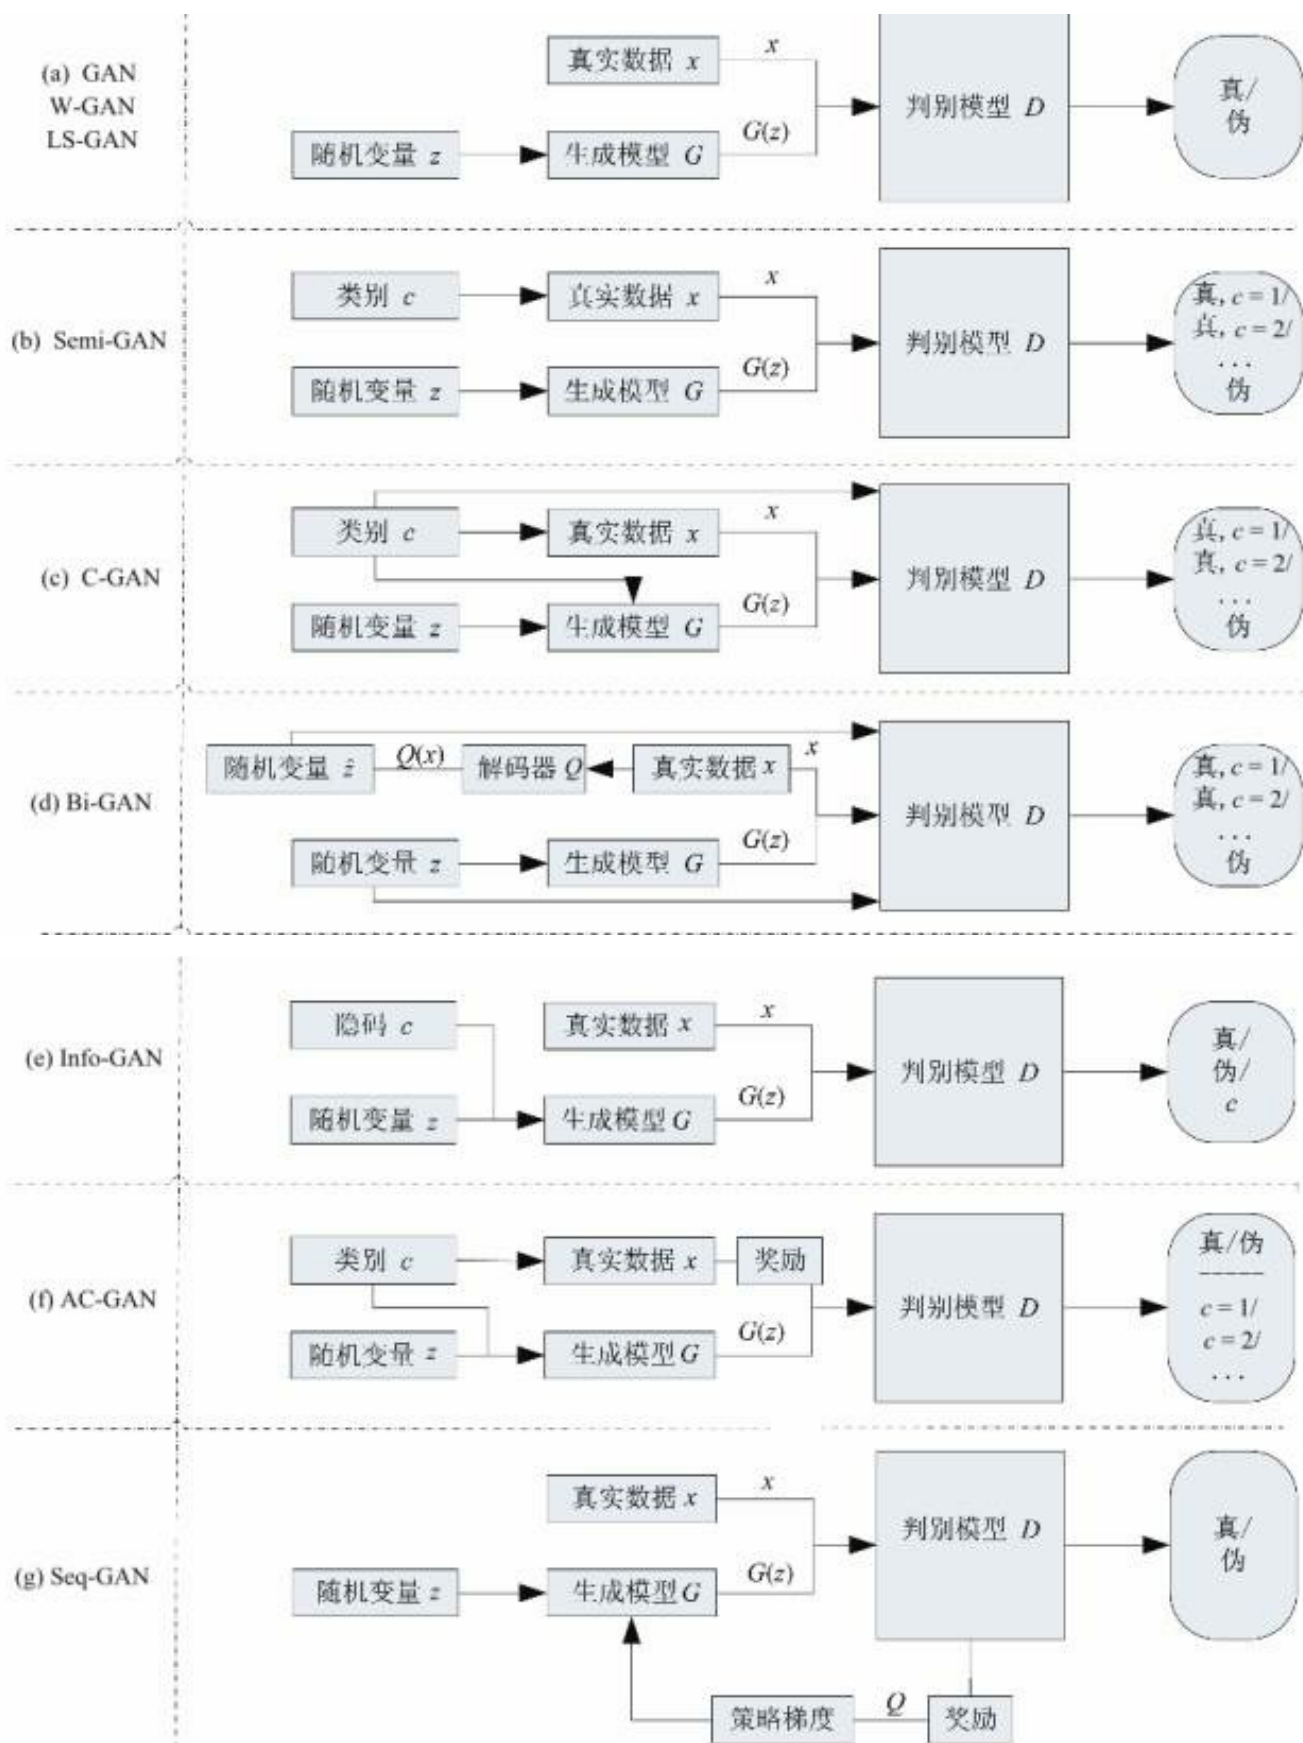 (a) GAN
W-GAN
LS-GAN
真实数据 x
x
随机变量 z
生成模型 G
G(z)
判别模型 D
真/
伪
(b) Semi-GAN
类别 c
真实数据 x
x
随机变量 z
生成模型 G
G(z)
判别模型 D
真, c = 1/
真, c = 2/
...
伪
(c) C-GAN
类别 c
真实数据 x
x
随机变量 z
生成模型 G
G(z)
判别模型 D
真, c = 1/
真, c = 2/
...
伪
(d) Bi-GAN
随机变量 ẑ
Q(x)
解码器 Q
真实数据 x
x
随机变量 z
生成模型 G
G(z)
判别模型 D
真, c = 1/
真, c = 2/
...
伪
(e) Info-GAN
隐码 c
真实数据 x
x
随机变量 z
生成模型 G
G(z)
判别模型 D
真/
伪/
c
(f) AC-GAN
类别 c
真实数据 x
奖励
随机变量 z
生成模型 G
G(z)
判别模型 D
真/伪
c = 1/
c = 2/
...
(g) Seq-GAN
真实数据 x
x
随机变量 z
生成模型 G
G(z)
判别模型 D
真/
伪
策略梯度
Q
奖励